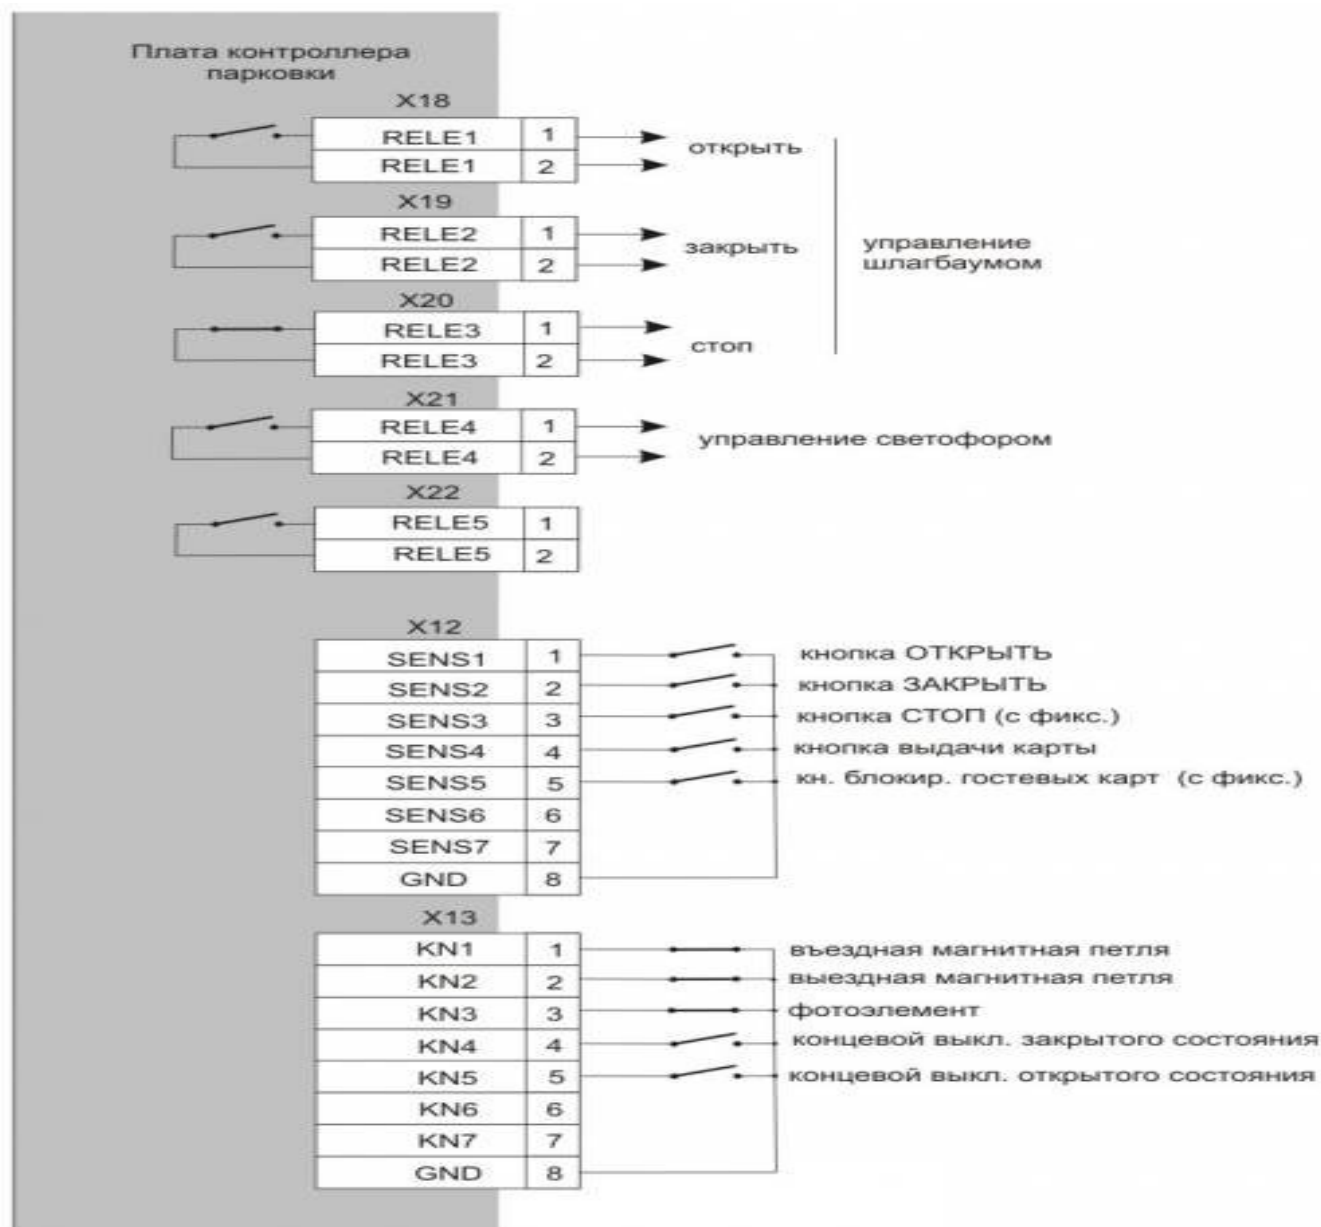 Плата контроллера
парковки
X18
RELE1 1
открыть
RELE1 2
X19
RELE2 1
закрыть
RELE2 2
управление
шлагбаумом
X20
RELE3 1
стоп
RELE3 2
X21
RELE4 1
управление светофором
RELE4 2
X22
RELE5 1
RELE5 2
X12
SENS1 1 кнопка ОТКРЫТЬ
SENS2 2 кнопка ЗАКРЫТЬ
SENS3 3 кнопка СТОП (с фикс.)
SENS4 4 кнопка выдачи карты
SENS5 5 кн. блокир. гостевых карт (с фикс.)
SENS6 6
SENS7 7
GND 8
X13
KN1 1 въездная магнитная петля
KN2 2 выездная магнитная петля
KN3 3 фотоэлемент
KN4 4 концевой выкл. закрытого состояния
KN5 5 концевой выкл. открытого состояния
KN6 6
KN7 7
GND 8